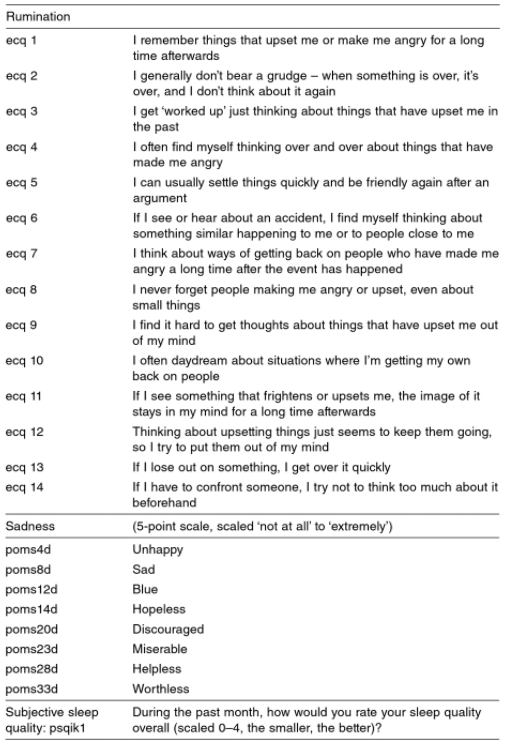 Rumination
ecq 1 I remember things that upset me or make me angry for a long
time afterwards
ecq 2 I generally don't bear a grudge – when something is over, it's
over, and I don't think about it again
ecq 3 I get 'worked up' just thinking about things that have upset me in
the past
ecq 4 I often find myself thinking over and over about things that have
made me angry
ecq 5 I can usually settle things quickly and be friendly again after an
argument
ecq 6 If I see or hear about an accident, I find myself thinking about
something similar happening to me or to people close to me
ecq 7 I think about ways of getting back on people who have made me
angry a long time after the event has happened
ecq 8 I never forget people making me angry or upset, even about
small things
ecq 9 I find it hard to get thoughts about things that have upset me out
of my mind
ecq 10 I often daydream about situations where I'm getting my own
back on people
ecq 11 If I see something that frightens or upsets me, the image of it
stays in my mind for a long time afterwards
ecq 12 Thinking about upsetting things just seems to keep them going,
so I try to put them out of my mind
ecq 13 If I lose out on something, I get over it quickly
ecq 14 If I have to confront someone, I try not to think too much about it
beforehand
Sadness (5-point scale, scaled 'not at all' to 'extremely')
poms4d Unhappy
poms8d Sad
poms12d Blue
poms14d Hopeless
poms20d Discouraged
poms23d Miserable
poms28d Helpless
poms33d Worthless
Subjective sleep During the past month, how would you rate your sleep quality
quality: psqik1 overall (scaled 0–4, the smaller, the better)?